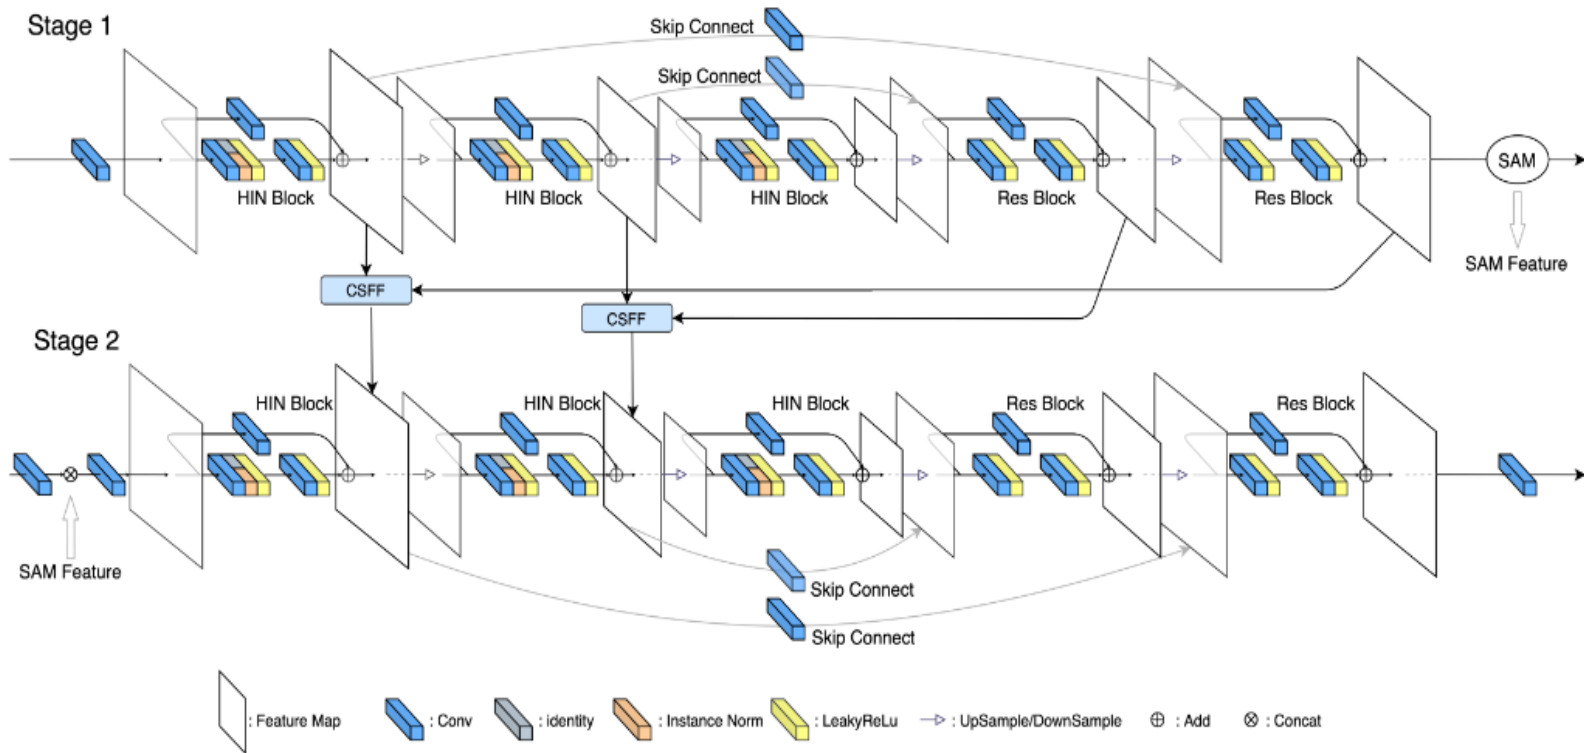 Stage 1
Skip Connect
Skip Connect
HIN Block
HIN Block
HIN Block
Res Block
Res Block
SAM
SAM Feature
CSFF
CSFF
Stage 2
HIN Block
HIN Block
HIN Block
Res Block
Res Block
SAM Feature
Skip Connect
Skip Connect
: Feature Map : Conv : identity : Instance Norm : LeakyReLu : UpSample/DownSample : Add : Concat